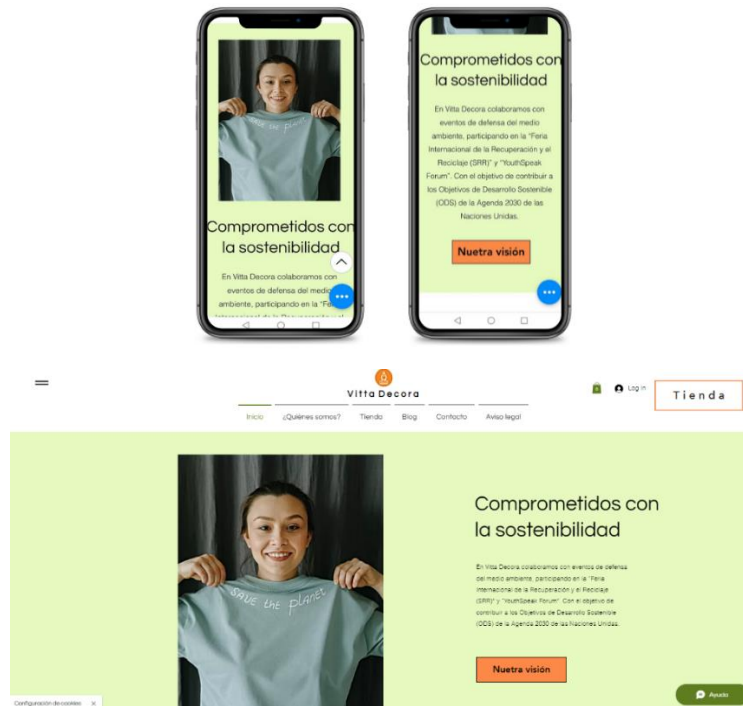 SAVE THE PLANET
Comprometidos con
la sostenibilidad
En Vitta Decora colaboramos con
eventos de defensa del medio
ambiente, participando en la "Feria
Comprometidos con
la sostenibilidad
En Vitta Decora colaboramos con
eventos de defensa del medio
ambiente, participando en la "Feria
Internacional de la Recuperación y el
Reciclaje (SRR)" y "YouthSpeak
Forum". Con el objetivo de contribuir a
los Objetivos de Desarrollo Sostenible
(ODS) de la Agenda 2030 de las
Naciones Unidas.
Nuetra visión
Vitta Decora
Log In
Tienda
Inicio ¿Quiénes somos? Tienda Blog Contacto Aviso legal
SAVE the PLANET
Comprometidos con
la sostenibilidad
En Vitta Decora colaboramos con eventos de defensa
del medio ambiente, participando en la "Feria
Internacional de la Recuperación y el Reciclaje
(SRR)" y "YouthSpeak Forum". Con el objetivo de
contribuir a los Objetivos de Desarrollo Sostenible
(ODS) de la Agenda 2030 de las Naciones Unidas.
Nuetra visión
Configuración de cookies X
Ayuda